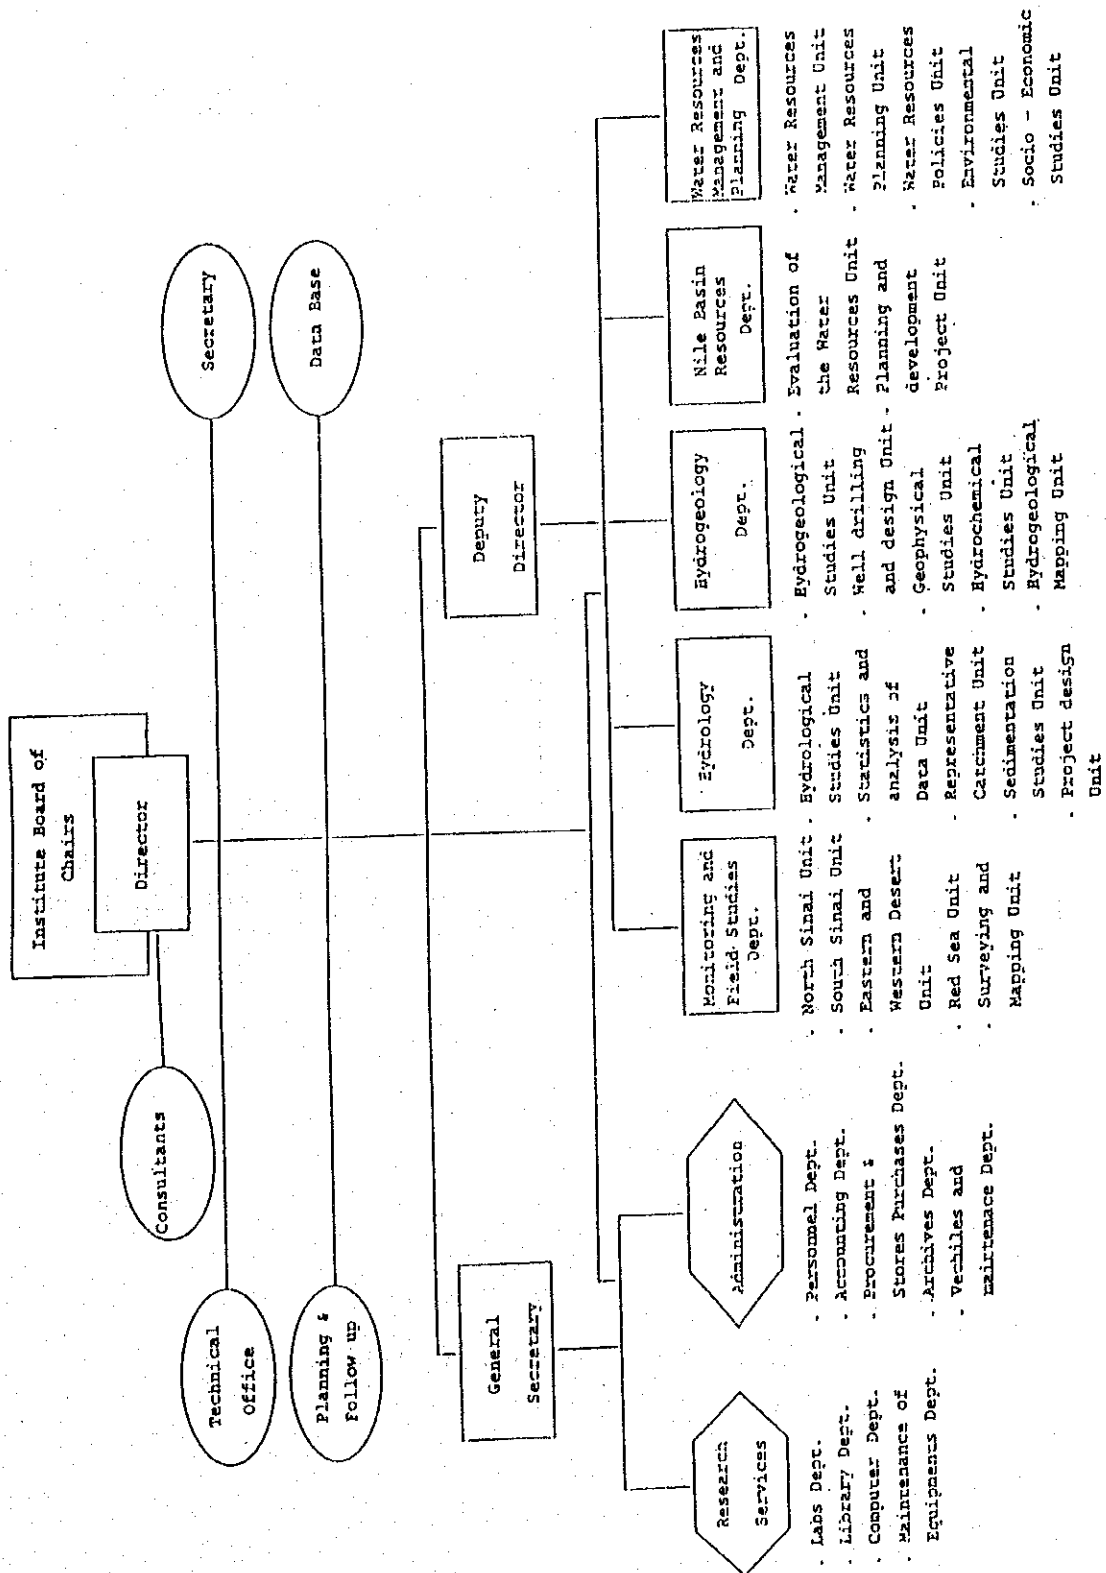 Institute Board of
Chairs
Director
Consultants
Technical
Office
Secretary
Planning &
Follow up
Data Base
General
Secretary
Deputy
Director
Research
Services
. Labs Dept.
. Library Dept.
. Computer Dept.
. Maintenance of
Equipments Dept.
Administration
. Personnel Dept.
. Accounting Dept.
. Procurement &
Stores Purchases Dept.
. Archives Dept.
. Vechiles and
maintenace Dept.
Monitoring and
Field Studies
Dept.
. North Sinai Unit
. South Sinai Unit
. Eastern and
Western Desert
Unit
. Red Sea Unit
. Surveying and
Mapping Unit
Hydrology
Dept.
. Hydrological
Studies Unit
. Statistics and
analysis of
Data Unit
. Representative
Catchment Unit
. Sedimentation
Studies Unit
. Project design
Unit
Hydrogeology
Dept.
. Hydrogeological
Studies Unit
. Well drilling
and design Unit
. Geophysical
Studies Unit
. Hydrochemical
Studies Unit
. Hydrogeological
Mapping Unit
Nile Basin
Resources
Dept.
. Evaluation of
the Water
Resources Unit
. Planning and
development
Project Unit
Water Resources
Management and
Planning Dept.
. Water Resources
Management Unit
. Water Resources
Planning Unit
. Water Resources
Policies Unit
. Environmental
Studies Unit
. Socio - Economic
Studies Unit